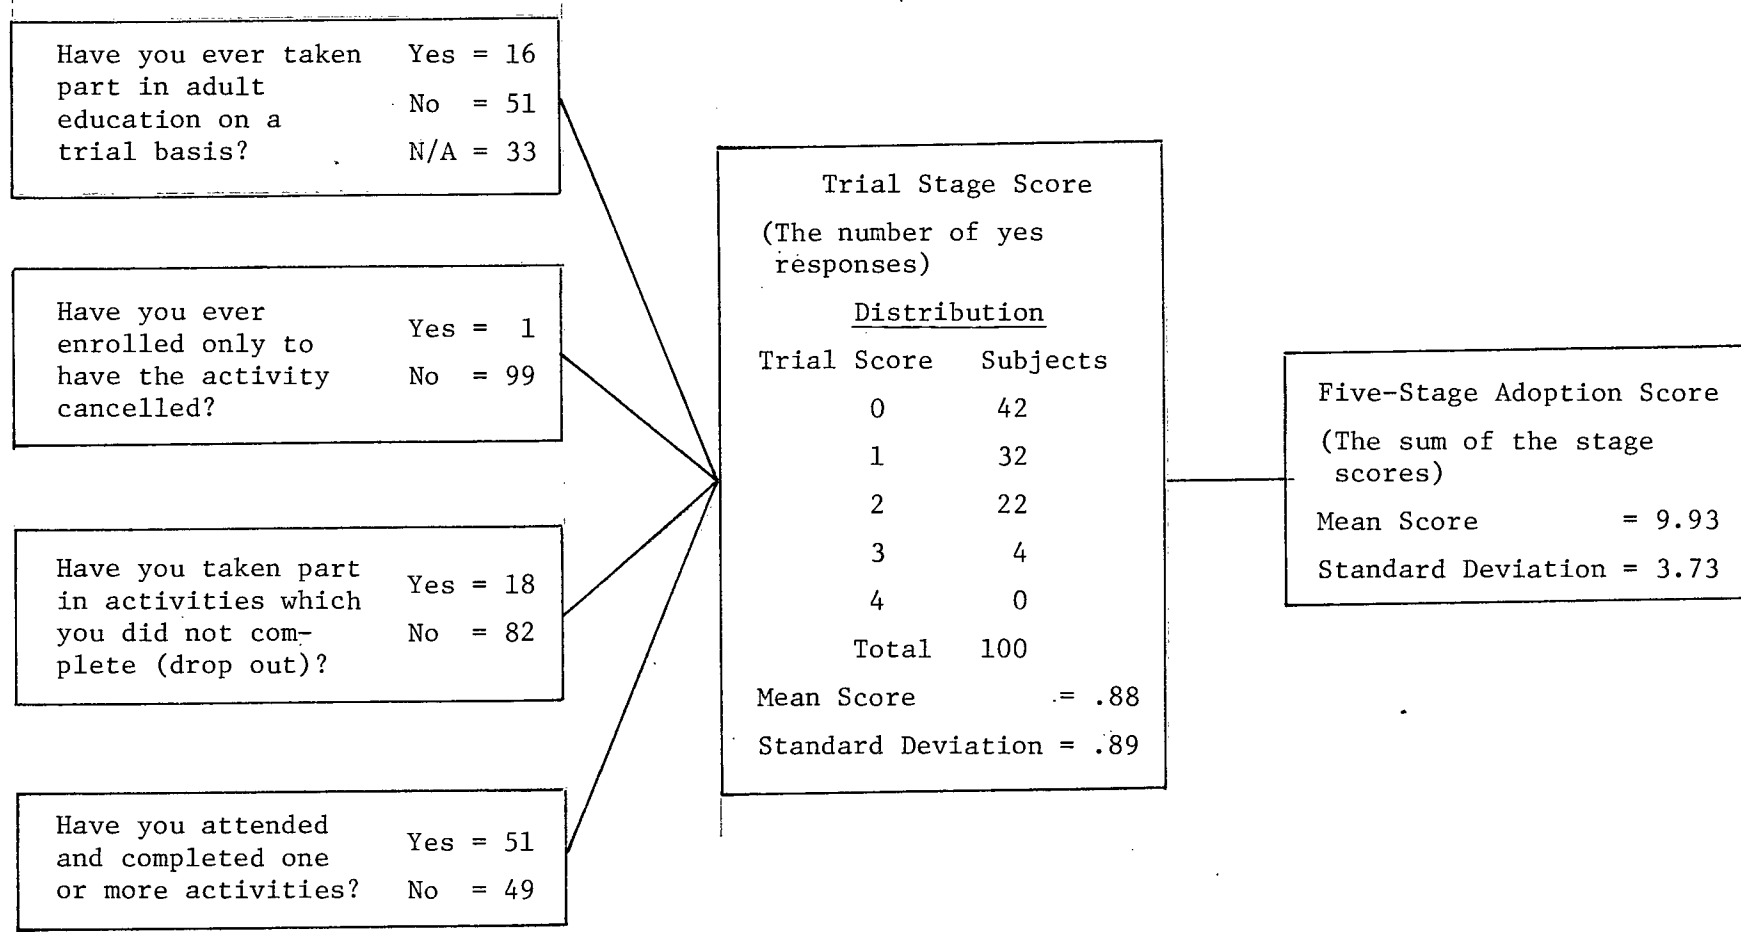 Have you ever taken Yes = 16
part in adult
No = 51
education on a
trial basis? N/A = 33
Have you ever
Yes = 1
enrolled only to
have the activity No = 99
cancelled?
Have you taken part
Yes = 18
in activities which
you did not com- No = 82
plete (drop out)?
Have you attended
Yes = 51
and completed one
or more activities? No = 49
Trial Stage Score
(The number of yes
responses)
Distribution
Trial Score Subjects
0 42
1 32
2 22
3 4
4 0
Total 100
Mean Score = .88
Standard Deviation = .89
Five-Stage Adoption Score
(The sum of the stage
scores)
Mean Score = 9.93
Standard Deviation = 3.73